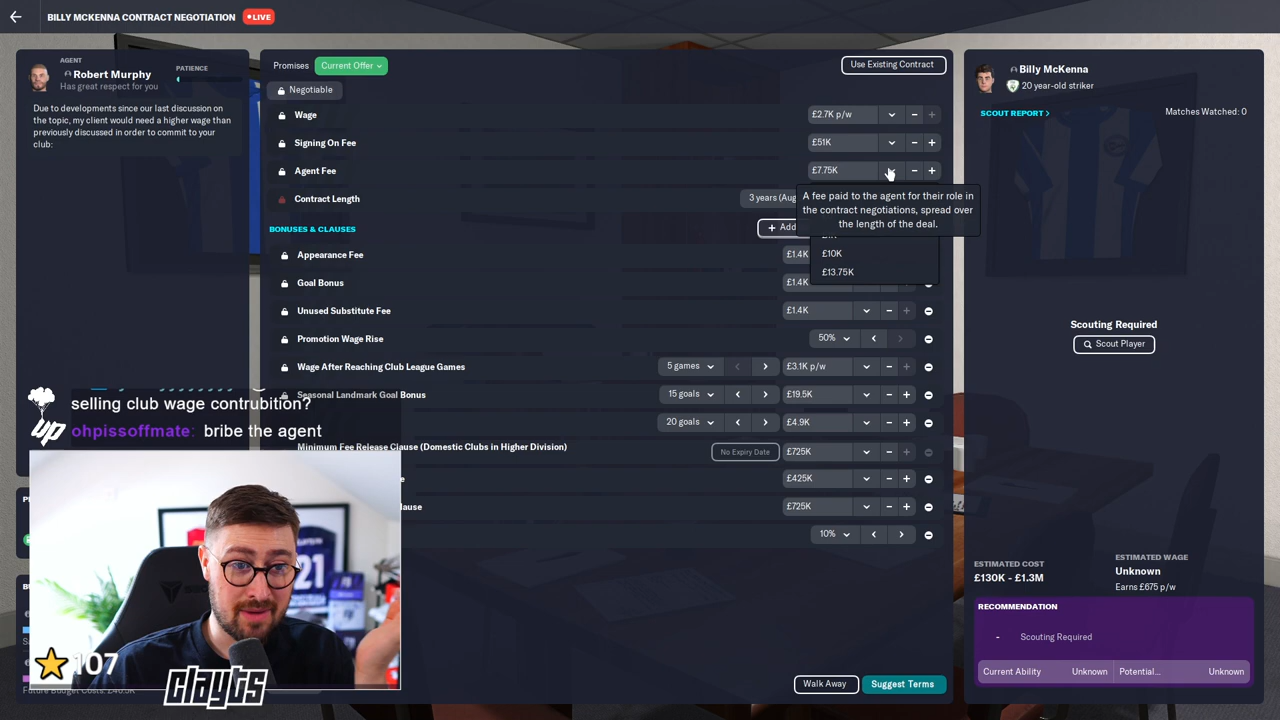 BILLY MCKENNA CONTRACT NEGOTIATION
LIVE
AGENT
Robert Murphy
Has great respect for you
PATIENCE
Due to developments since our last discussion on
the topic, my client would need a higher wage than
previously discussed in order to commit to your
club:
Promises
Current Offer
Use Existing Contract
Negotiable
Wage
£2.7K p/w
Signing On Fee
£51K
Agent Fee
£7.75K
Contract Length
3 years (Aug
A fee paid to the agent for their role in
the contract negotiations, spread over
the length of the deal.
£10K
£13.75K
BONUSES & CLAUSES
Add
Appearance Fee
£1.4K
Goal Bonus
£1.4K
Unused Substitute Fee
£1.4K
Promotion Wage Rise
50%
Wage After Reaching Club League Games
5 games
£3.1K p/w
Seasonal Landmark Goal Bonus
15 goals
£19.5K
20 goals
£4.9K
Minimum Fee Release Clause (Domestic Clubs in Higher Division)
No Expiry Date
£725K
£425K
lause
£725K
10%
Walk Away
Suggest Terms
Billy McKenna
20 year-old striker
SCOUT REPORT >
Matches Watched: 0
Scouting Required
Scout Player
ESTIMATED COST
£130K - £1.3M
ESTIMATED WAGE
Unknown
Earns £675 p/w
RECOMMENDATION
-
Scouting Required
Current Ability
Unknown
Potential...
Unknown
selling club wage contrubition?
UP
ohpissoffmate: bribe the agent
21
107
clayts